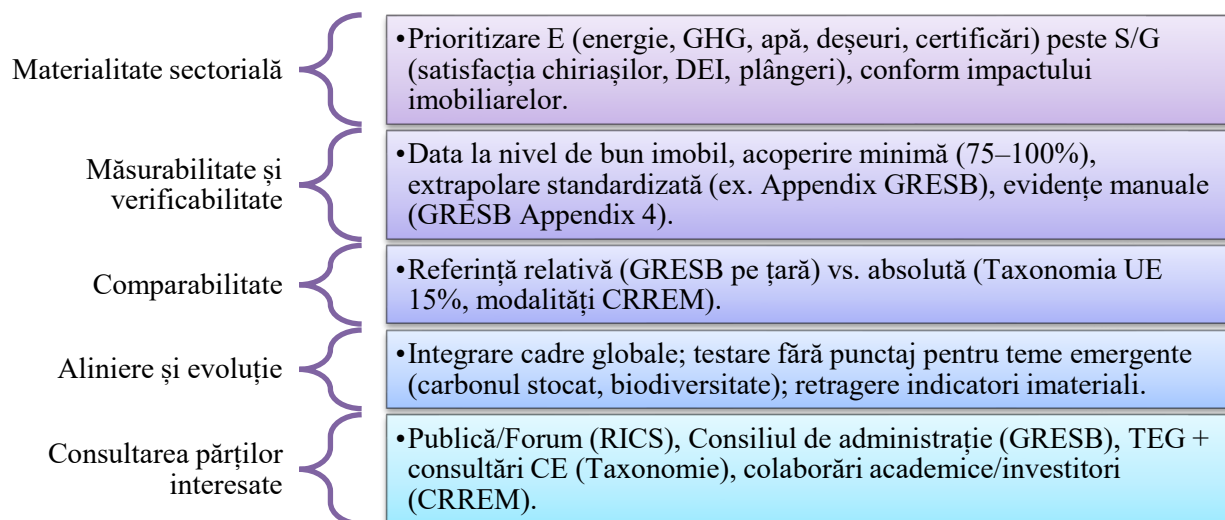 Materialitate sectorială
•Prioritizare E (energie, GHG, apă, deșeuri, certificări) peste S/G
(satisfacția chiriașilor, DEI, plângeri), conform impactului
imobiliarelor.
Măsurabilitate și
verificabilitate
•Data la nivel de bun imobil, acoperire minimă (75–100%),
extrapolare standardizată (ex. Appendix GRESB), evidențe manuale
(GRESB Appendix 4).
Comparabilitate
•Referință relativă (GRESB pe țară) vs. absolută (Taxonomia UE
15%, modalități CRREM).
Aliniere și evoluție
•Integrare cadre globale; testare fără punctaj pentru teme emergente
(carbonul stocat, biodiversitate); retragere indicatori imateriali.
Consultarea părților
interesate
•Publică/Forum (RICS), Consiliul de administrație (GRESB), TEG +
consultări CE (Taxonomie), colaborări academice/investitori
(CRREM).